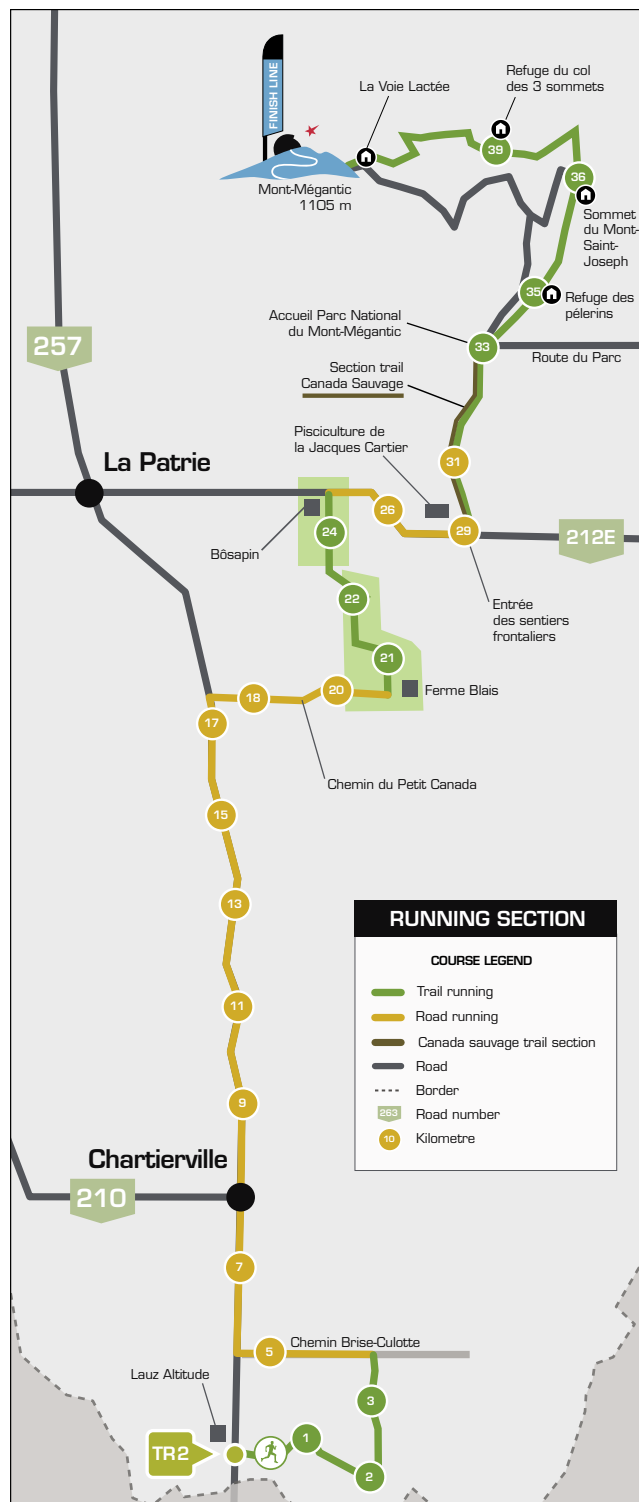 FINISH LINE
La Voie Lactée
Refuge du col
des 3 sommets
39
36
Mont-Mégantic
1105 m
Sommet
du Mont-
Saint-
Joseph
35
Refuge des
pélerins
Accueil Parc National
du Mont-Mégantic
33
Route du Parc
257
Section trail
Canada Sauvage
Pisciculture de
la Jacques Cartier
31
La Patrie
26
29
212E
24
Bôsapin
22
Entrée
des sentiers
frontaliers
21
Ferme Blais
20
18
17
Chemin du Petit Canada
15
13
11
9
RUNNING SECTION
COURSE LEGEND
Trail running
Road running
Canada sauvage trail section
Road
Border
263 Road number
10 Kilometre
Chartierville
210
7
Chemin Brise-Culotte
5
Lauz Altitude
3
1
TR2
2